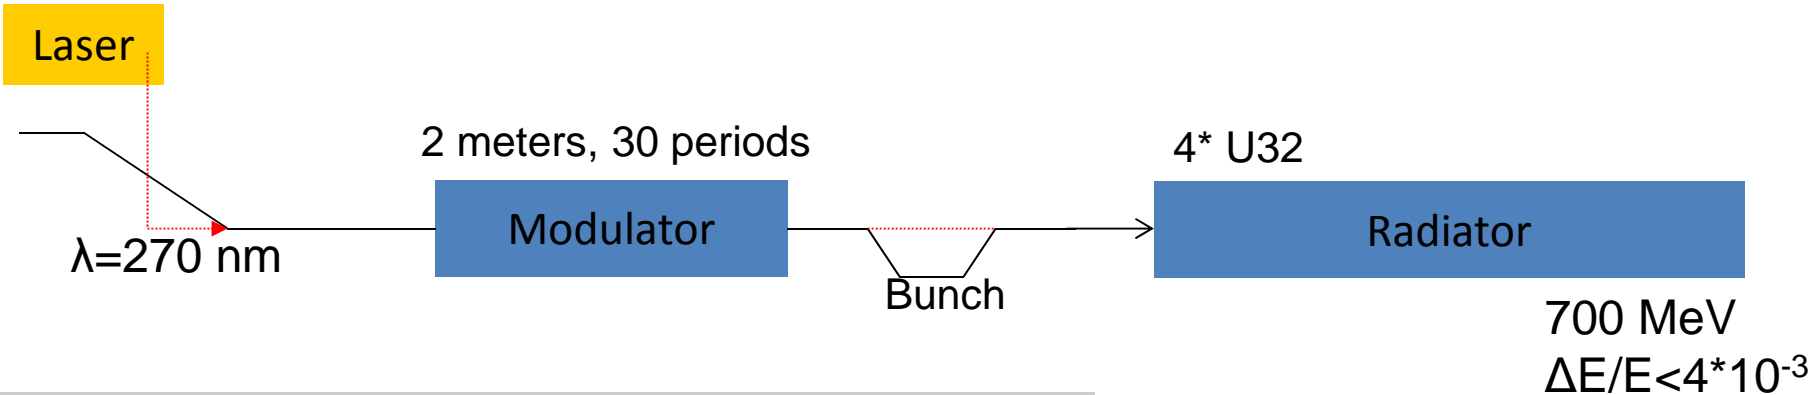 Laser
2 meters, 30 periods
4* U32
Modulator
Radiator
λ=270 nm
Bunch
700 MeV
ΔE/E<4*10-3